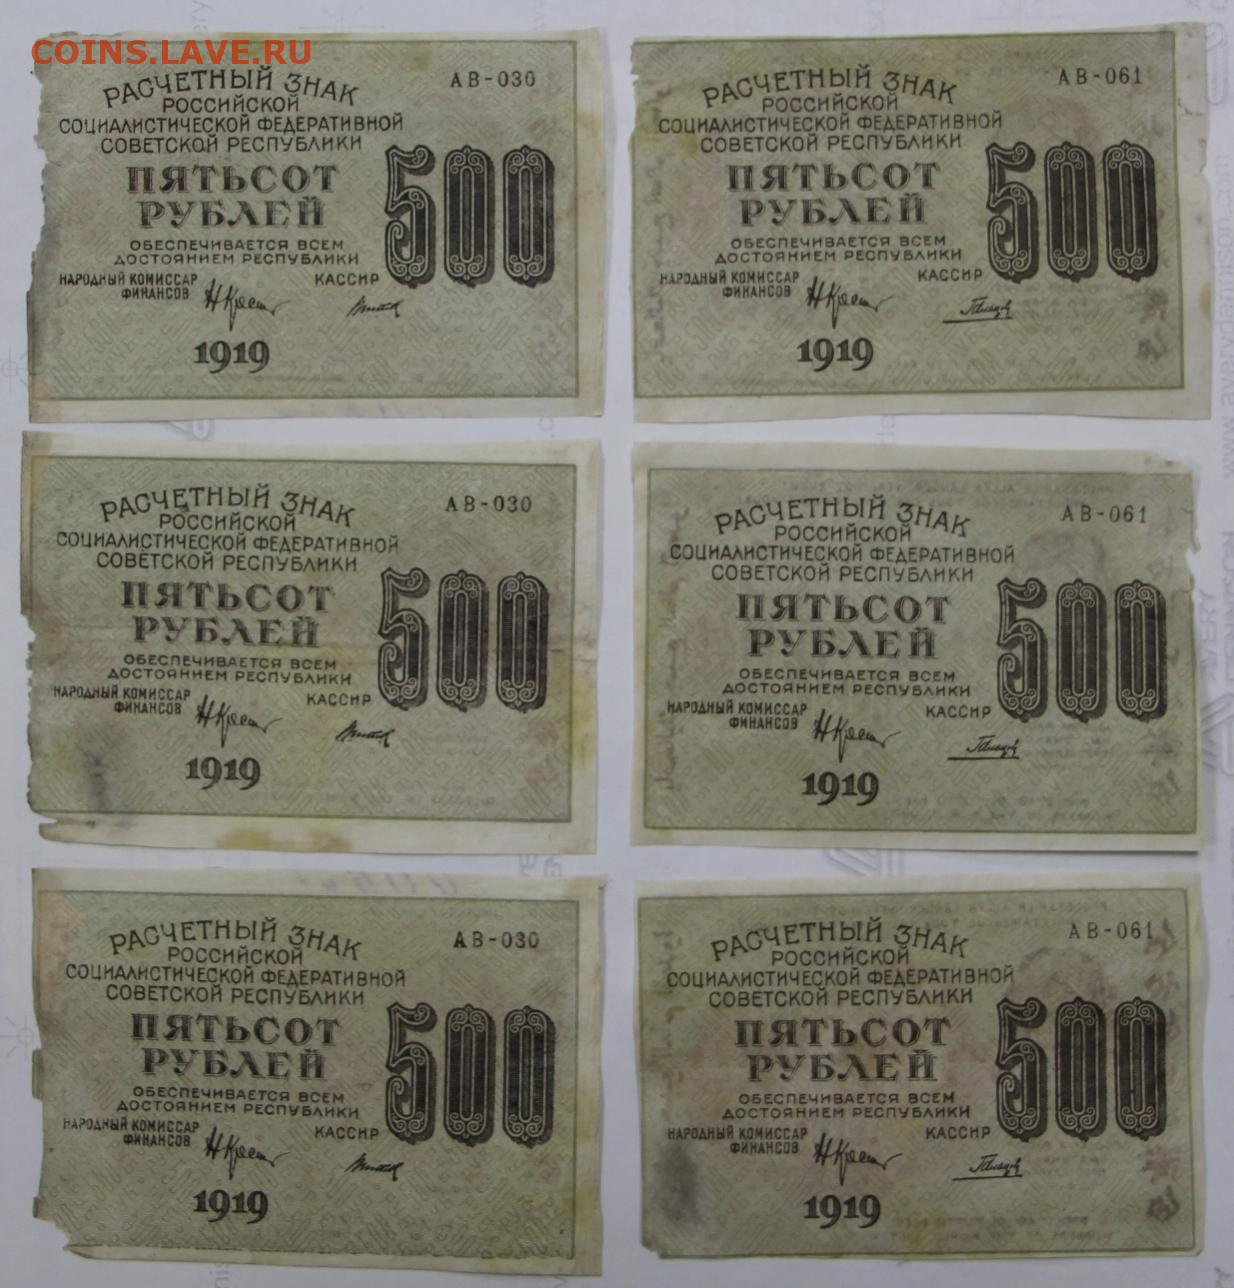 COINS.LAVE.RU
РАСЧЕТНЫЙ ЗНАК
АВ-030
РОССИЙСКОЙ
СОЦИАЛИСТИЧЕСКОЙ ФЕДЕРАТИВНОЙ
СОВЕТСКОЙ РЕСПУБЛИКИ
ПЯТЬСОТ
РУБЛЕЙ
500
ОБЕСПЕЧИВАЕТСЯ ВСЕМ
ДОСТОЯНИЕМ РЕСПУБЛИКИ
НАРОДНЫЙ КОМИССАР
ФИНАНСОВ
КАССИР
1919
РАСЧЕТНЫЙ ЗНАК
АВ-061
РОССИЙСКОЙ
СОЦИАЛИСТИЧЕСКОЙ ФЕДЕРАТИВНОЙ
СОВЕТСКОЙ РЕСПУБЛИКИ
ПЯТЬСОТ
РУБЛЕЙ
500
ОБЕСПЕЧИВАЕТСЯ ВСЕМ
ДОСТОЯНИЕМ РЕСПУБЛИКИ
НАРОДНЫЙ КОМИССАР
ФИНАНСОВ
КАССИР
1919
РАСЧЕТНЫЙ ЗНАК
АВ-030
РОССИЙСКОЙ
СОЦИАЛИСТИЧЕСКОЙ ФЕДЕРАТИВНОЙ
СОВЕТСКОЙ РЕСПУБЛИКИ
ПЯТЬСОТ
РУБЛЕЙ
500
ОБЕСПЕЧИВАЕТСЯ ВСЕМ
ДОСТОЯНИЕМ РЕСПУБЛИКИ
НАРОДНЫЙ КОМИССАР
ФИНАНСОВ
КАССИР
1919
РАСЧЕТНЫЙ ЗНАК
АВ-061
РОССИЙСКОЙ
СОЦИАЛИСТИЧЕСКОЙ ФЕДЕРАТИВНОЙ
СОВЕТСКОЙ РЕСПУБЛИКИ
ПЯТЬСОТ
РУБЛЕЙ
500
ОБЕСПЕЧИВАЕТСЯ ВСЕМ
ДОСТОЯНИЕМ РЕСПУБЛИКИ
НАРОДНЫЙ КОМИССАР
ФИНАНСОВ
КАССИР
1919
РАСЧЕТНЫЙ ЗНАК
АВ-030
РОССИЙСКОЙ
СОЦИАЛИСТИЧЕСКОЙ ФЕДЕРАТИВНОЙ
СОВЕТСКОЙ РЕСПУБЛИКИ
ПЯТЬСОТ
РУБЛЕЙ
500
ОБЕСПЕЧИВАЕТСЯ ВСЕМ
ДОСТОЯНИЕМ РЕСПУБЛИКИ
НАРОДНЫЙ КОМИССАР
ФИНАНСОВ
КАССИР
1919
РАСЧЕТНЫЙ ЗНАК
АВ-061
РОССИЙСКОЙ
СОЦИАЛИСТИЧЕСКОЙ ФЕДЕРАТИВНОЙ
СОВЕТСКОЙ РЕСПУБЛИКИ
ПЯТЬСОТ
РУБЛЕЙ
500
ОБЕСПЕЧИВАЕТСЯ ВСЕМ
ДОСТОЯНИЕМ РЕСПУБЛИКИ
НАРОДНЫЙ КОМИССАР
ФИНАНСОВ
КАССИР
1919
www.averydennison.com
AVERY
DENNISON